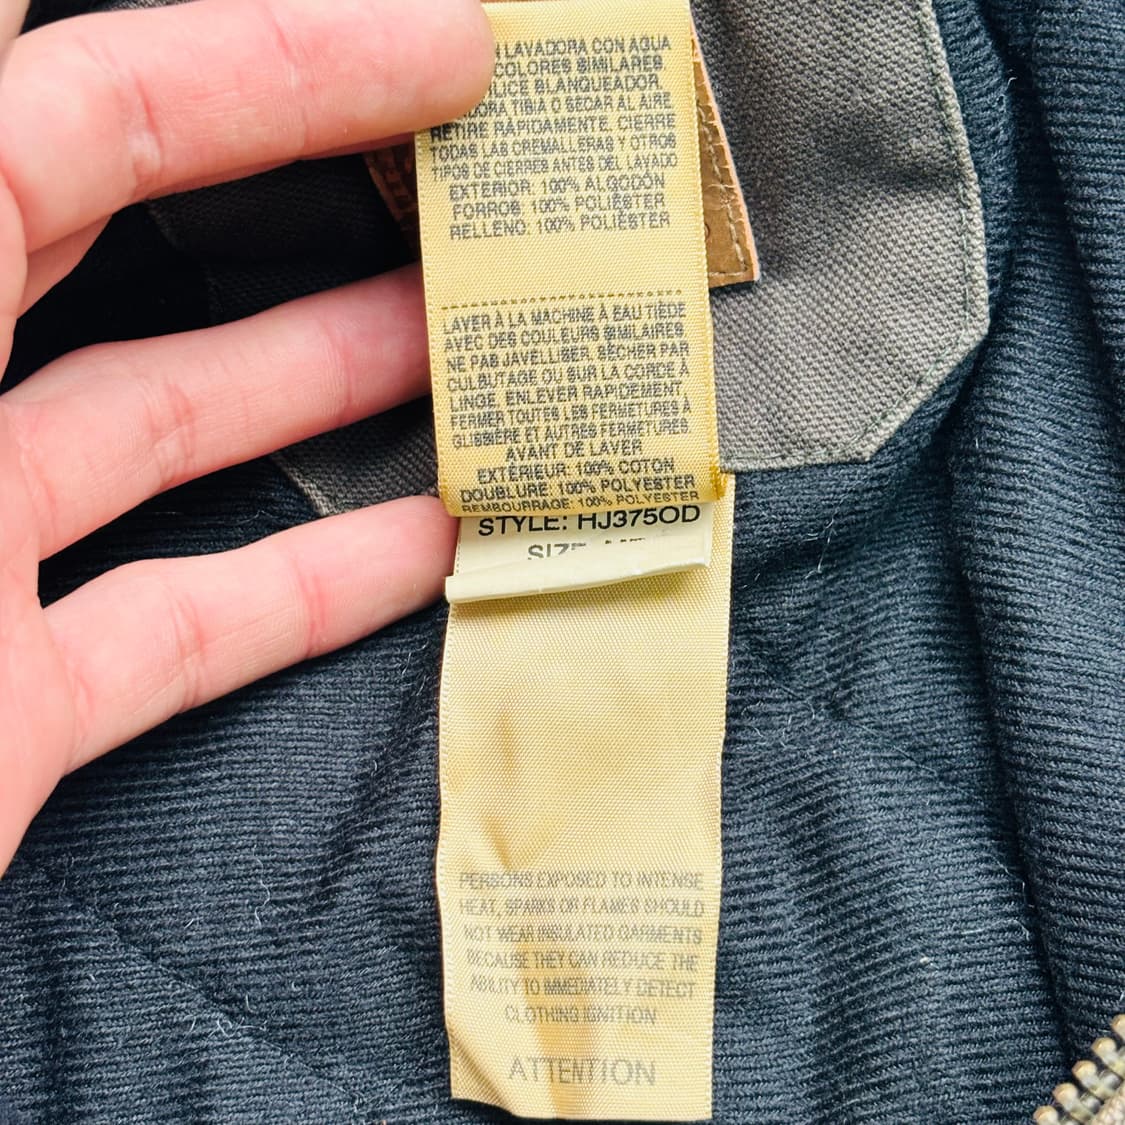 LAVADORA CON AGUA
COLORES SIMILARES.
BLANQUEADOR.
TIBIA O SECAR AL AIRE.
RETIRE RAPIDAMENTE. CIERRE
TODAS LAS CREMALLERAS Y OTROS
TIPOS DE CIERRES ANTES DEL LAVADO
EXTERIOR: 100% ALGODÓN
FORROS: 100% POLIÉSTER
RELLENO: 100% POLIÉSTER
LAVER À LA MACHINE À EAU TIÈDE
AVEC DES COULEURS SIMILAIRES.
NE PAS JAVELLISER. SÉCHER PAR
CULBUTAGE OU SUR LA CORDE À
LINGE. ENLEVER RAPIDEMENT.
FERMER TOUTES LES FERMETURES À
GLISSIÈRE ET AUTRES FERMETURES
AVANT DE LAVER
EXTÉRIEUR: 100% COTON
DOUBLURE: 100% POLYESTER
REMBOURRAGE: 100% POLYESTER
STYLE: HJ375OD
SIZE
PERSONS EXPOSED TO INTENSE
HEAT, SPARKS OR FLAMES SHOULD
NOT WEAR INSULATED GARMENTS
BECAUSE THEY CAN REDUCE THE
ABILITY TO IMMEDIATELY DETECT
CLOTHING IGNITION
ATTENTION